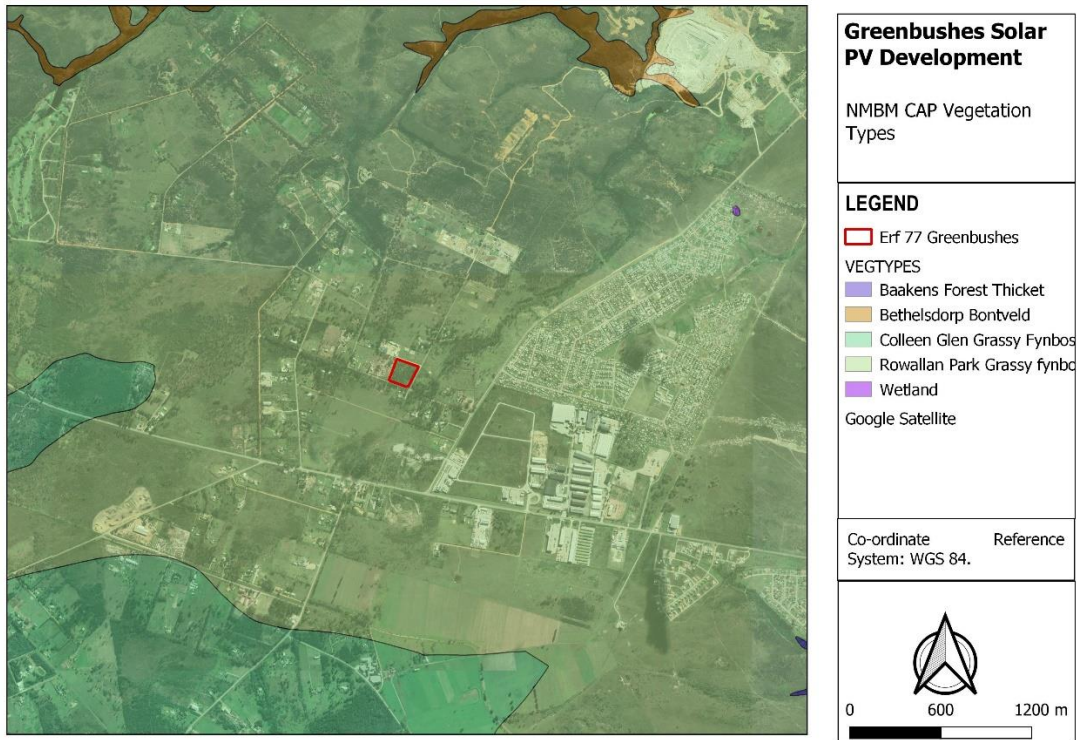 Greenbushes Solar
PV Development
NMBM CAP Vegetation
Types
LEGEND
Erf 77 Greenbushes
VEGTYPES
Baakens Forest Thicket
Bethelsdorp Bontveld
Colleen Glen Grassy Fynbos
Rowallan Park Grassy fynbo
Wetland
Google Satellite
Co-ordinate Reference
System: WGS 84.
0 600 1200 m